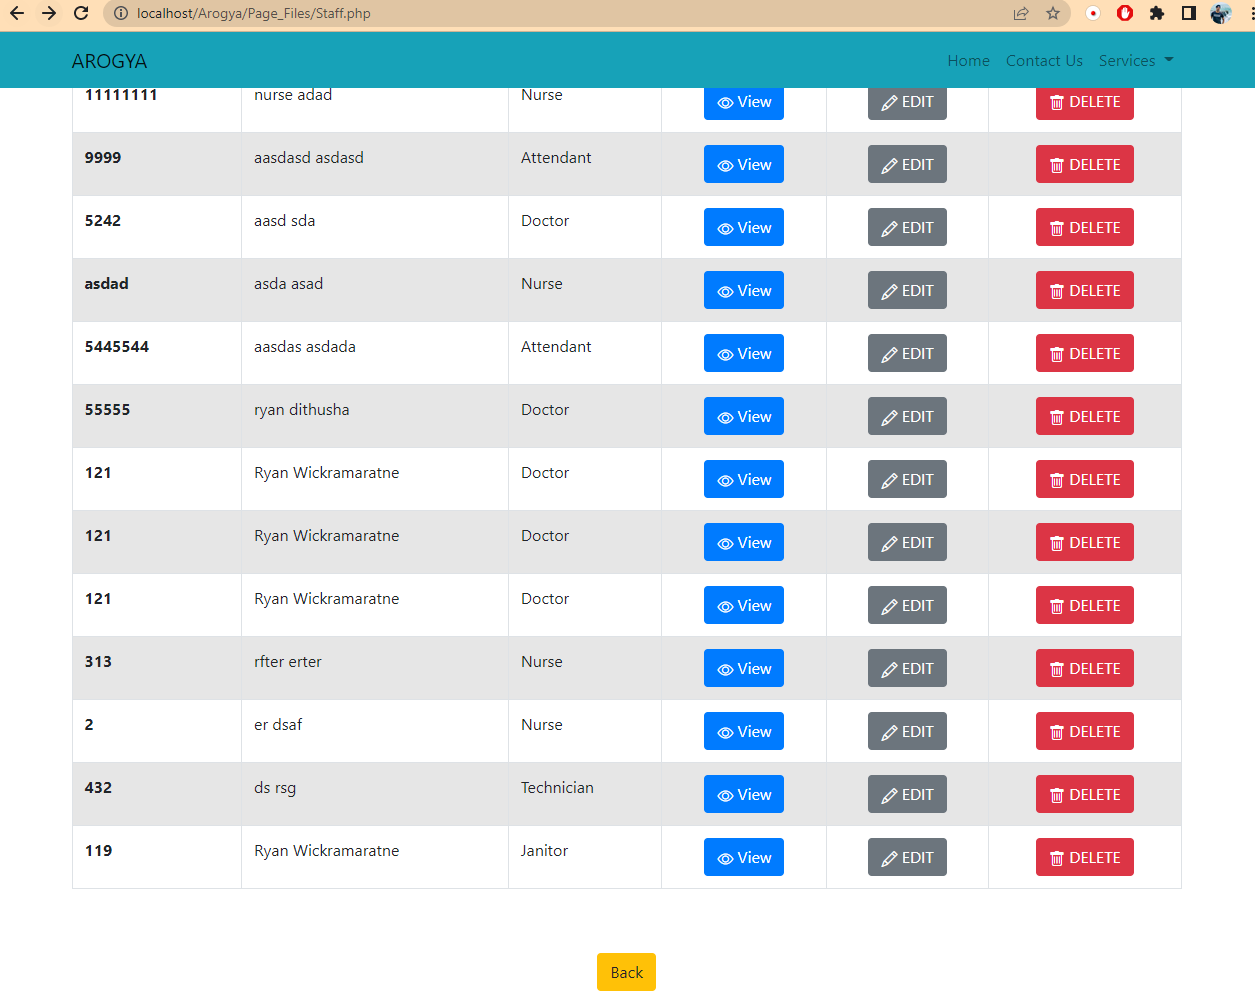 localhost/Arogya/Page_Files/Staff.php
AROGYA Home Contact Us Services
11111111 nurse adad Nurse View EDIT DELETE
9999 aasdasd asdasd Attendant View EDIT DELETE
5242 aasd sda Doctor View EDIT DELETE
asdad asda asad Nurse View EDIT DELETE
5445544 aasdas asdada Attendant View EDIT DELETE
55555 ryan dithusha Doctor View EDIT DELETE
121 Ryan Wickramaratne Doctor View EDIT DELETE
121 Ryan Wickramaratne Doctor View EDIT DELETE
121 Ryan Wickramaratne Doctor View EDIT DELETE
313 rfter erter Nurse View EDIT DELETE
2 er dsaf Nurse View EDIT DELETE
432 ds rsg Technician View EDIT DELETE
119 Ryan Wickramaratne Janitor View EDIT DELETE
Back